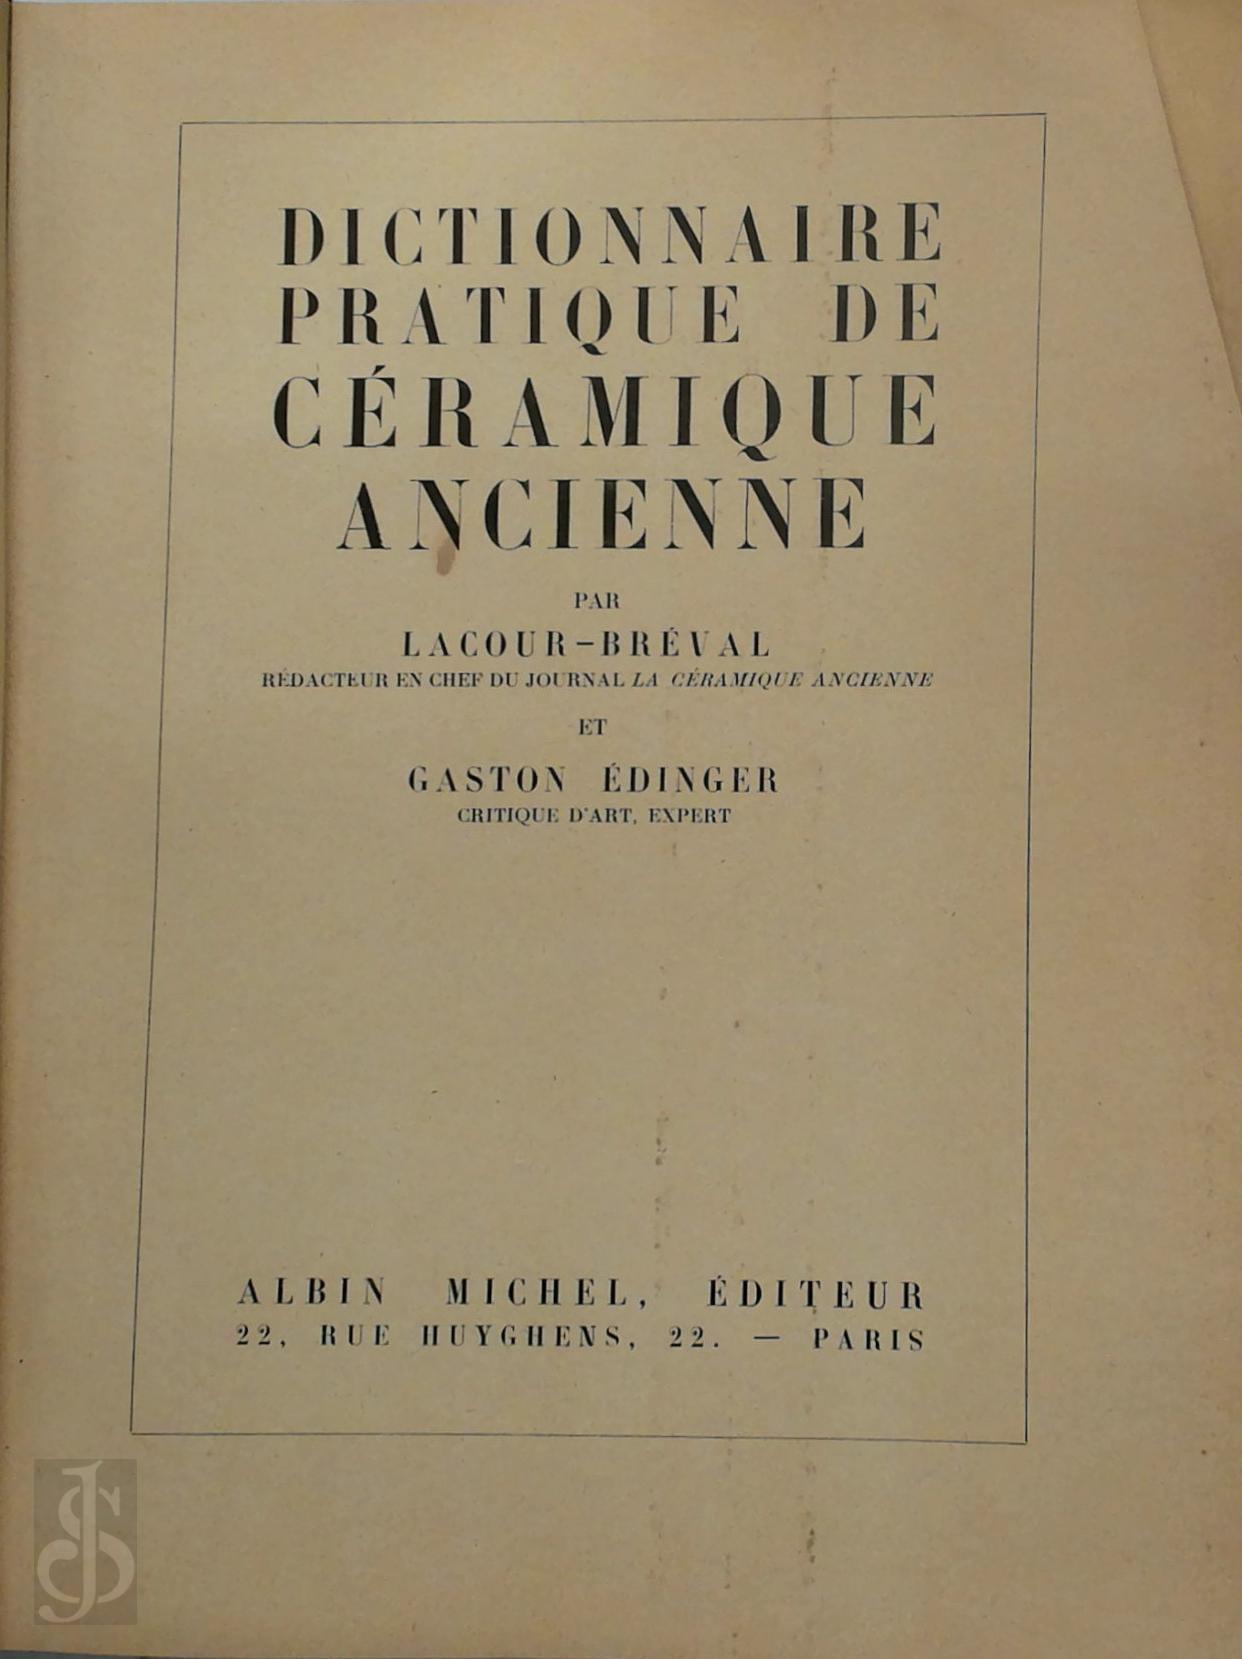 DICTIONNAIRE
PRATIQUE DE
CÉRAMIQUE
ANCIENNE
PAR
LACOUR-BRÉVAL
RÉDACTEUR EN CHEF DU JOURNAL LA CÉRAMIQUE ANCIENNE
ET
GASTON ÉDINGER
CRITIQUE D'ART, EXPERT
ALBIN MICHEL, ÉDITEUR
22, RUE HUYGHENS, 22. — PARIS